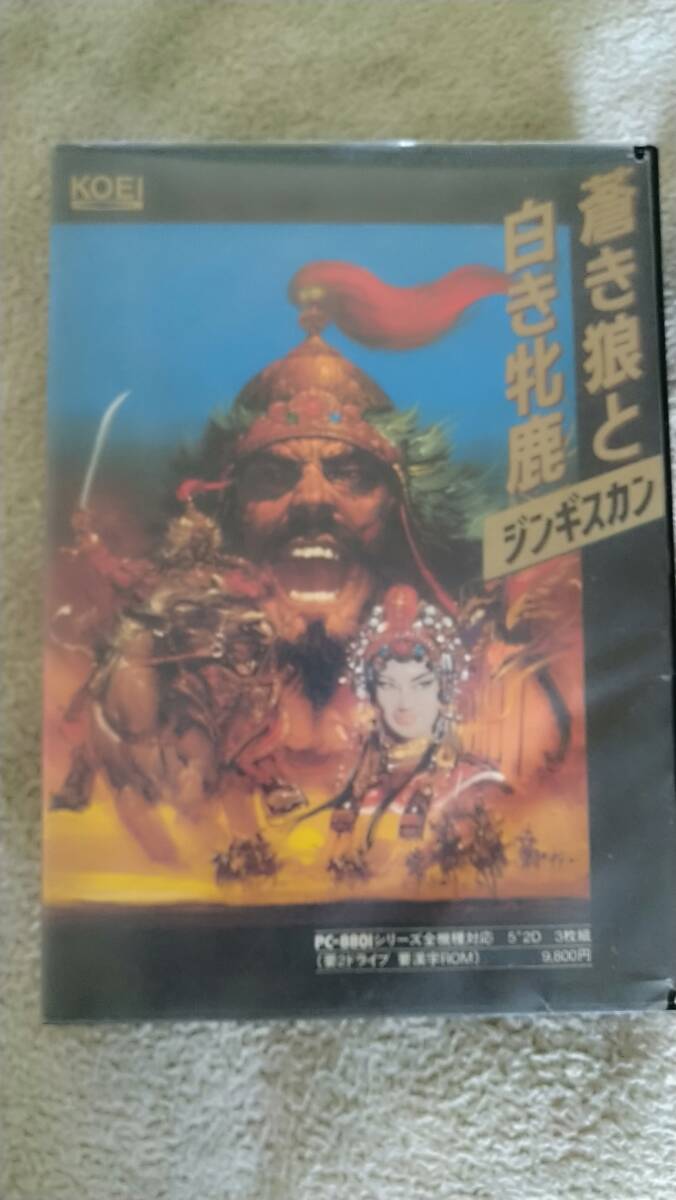 KOEI
蒼き狼と
白き牝鹿
ジンギスカン
PC-8801シリーズ全機種対応 5"2D 3枚組
(要2ドライブ 要漢字ROM) 9,800円